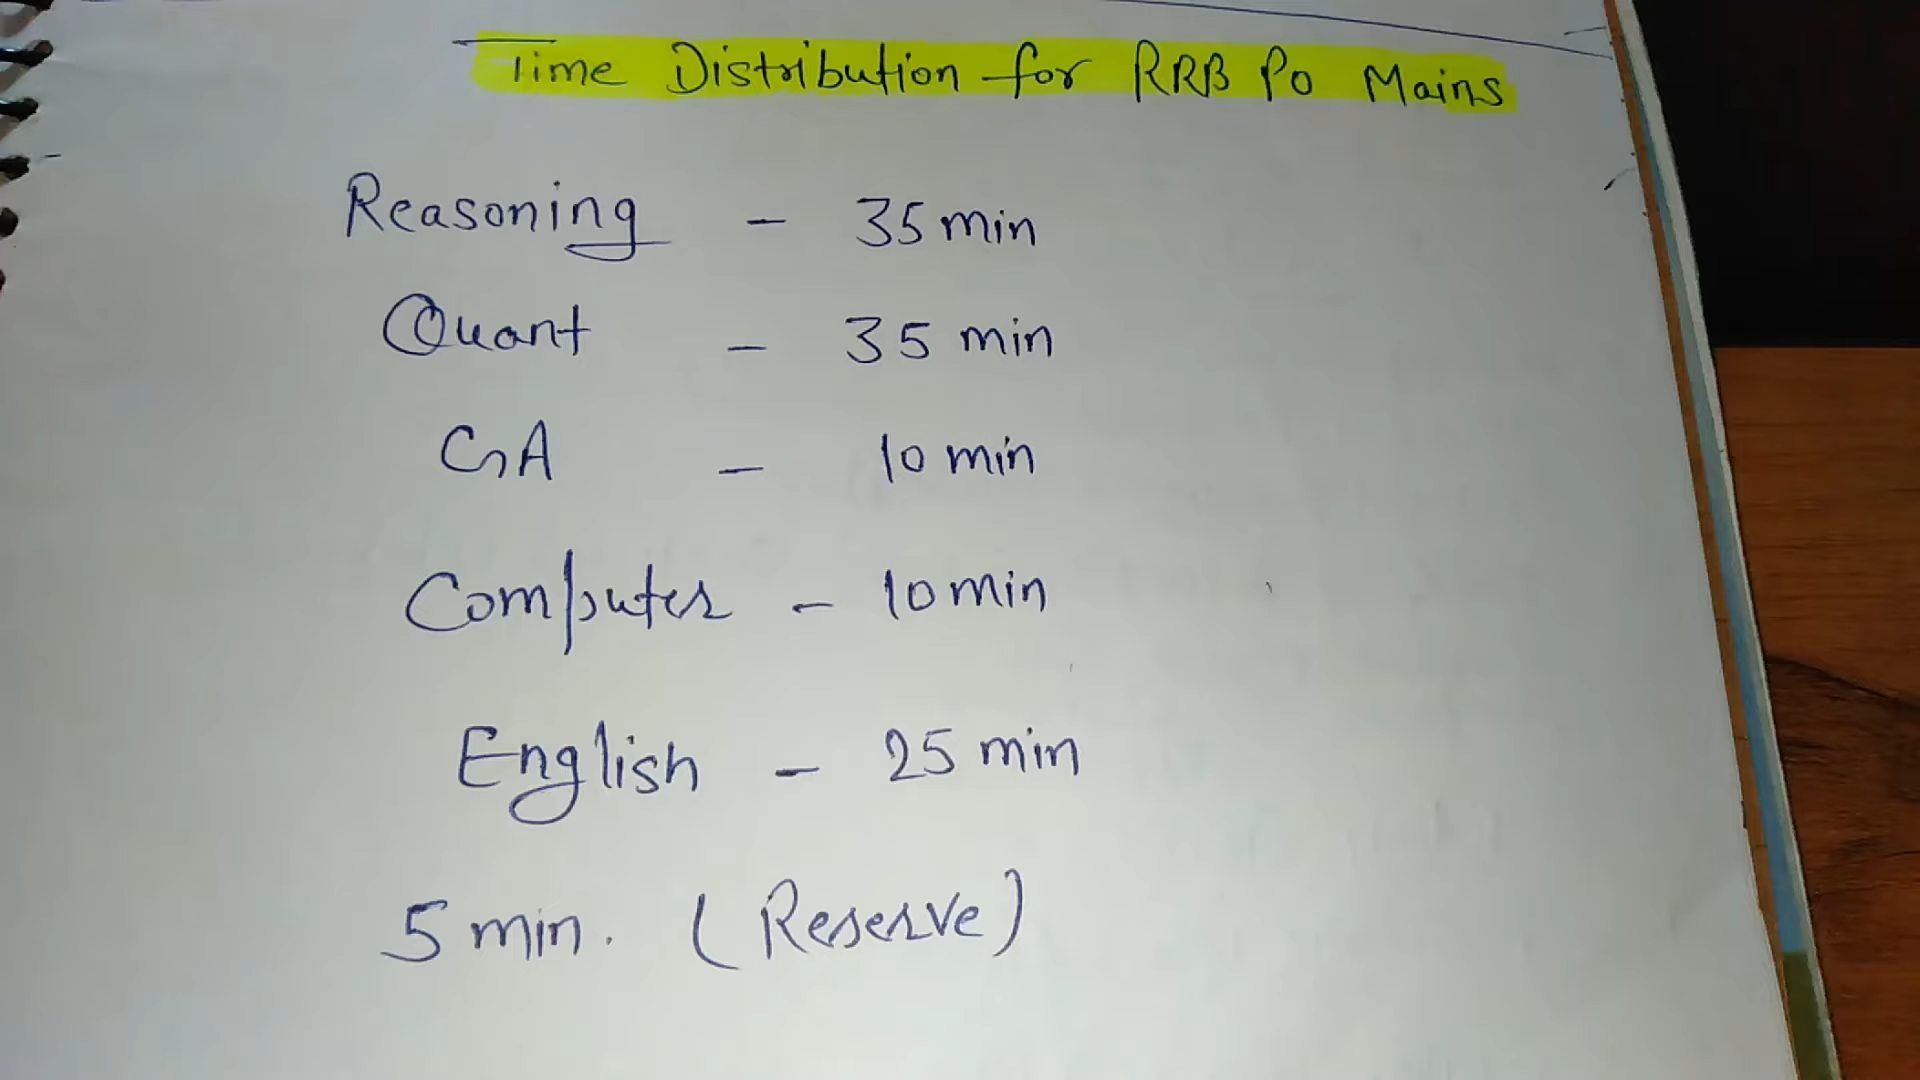 Time Distribution for RRB Po Mains
Reasoning - 35 min
Quant - 35 min
GA - 10 min
Computer - 10 min
English - 25 min
5 min. (Reserve)